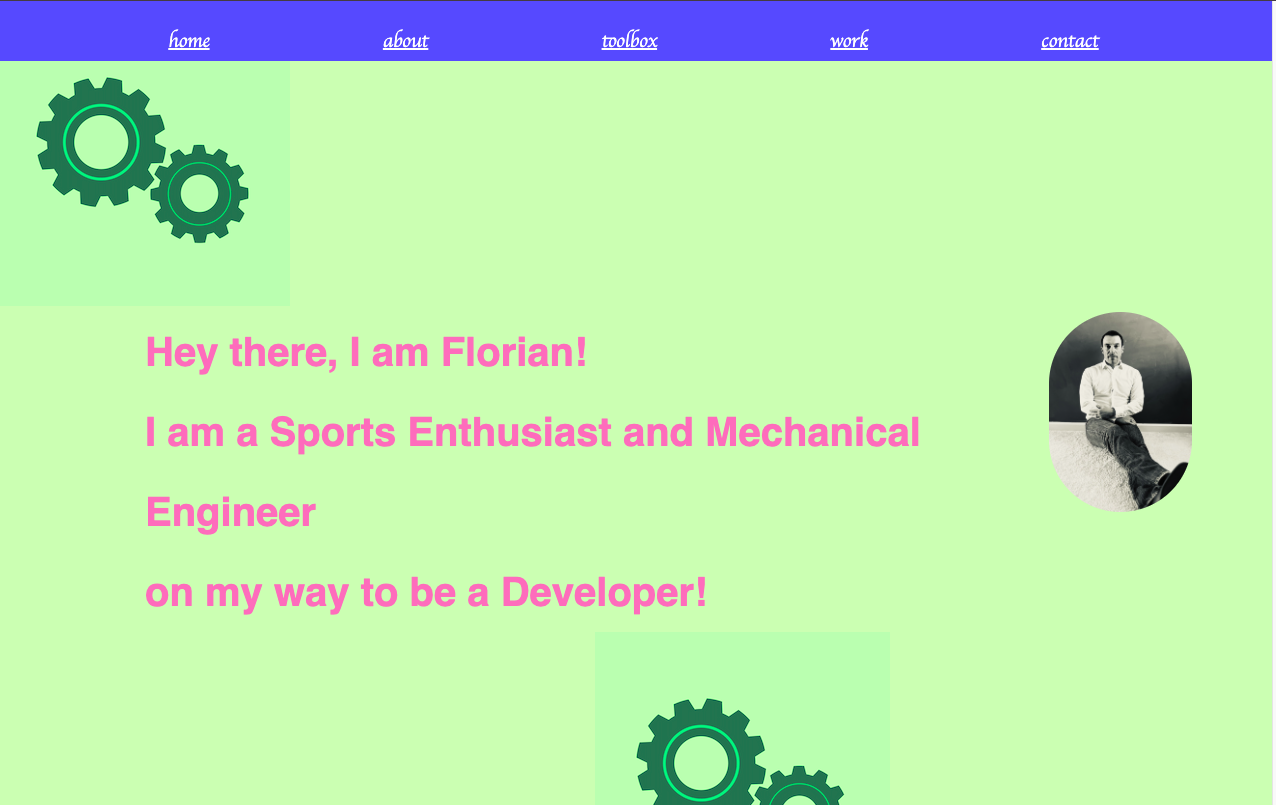 home about toolbox work contact
Hey there, I am Florian!
I am a Sports Enthusiast and Mechanical
Engineer
on my way to be a Developer!